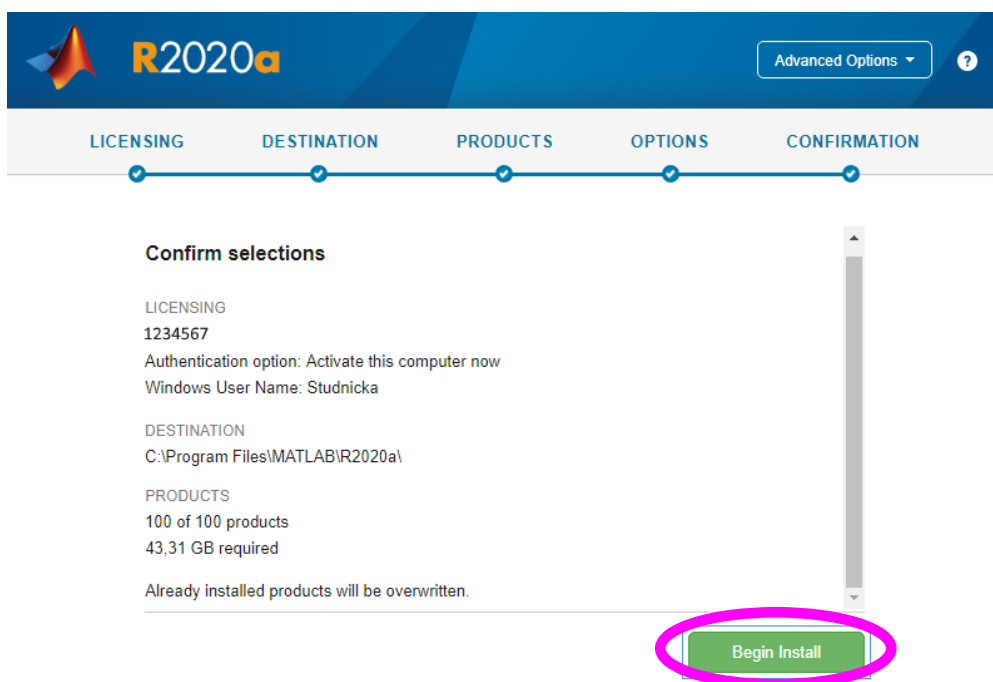 R2020a
Advanced Options
?
LICENSING DESTINATION PRODUCTS OPTIONS CONFIRMATION
Confirm selections
LICENSING
1234567
Authentication option: Activate this computer now
Windows User Name: Studnicka
DESTINATION
C:\Program Files\MATLAB\R2020a\
PRODUCTS
100 of 100 products
43,31 GB required
Already installed products will be overwritten.
Begin Install